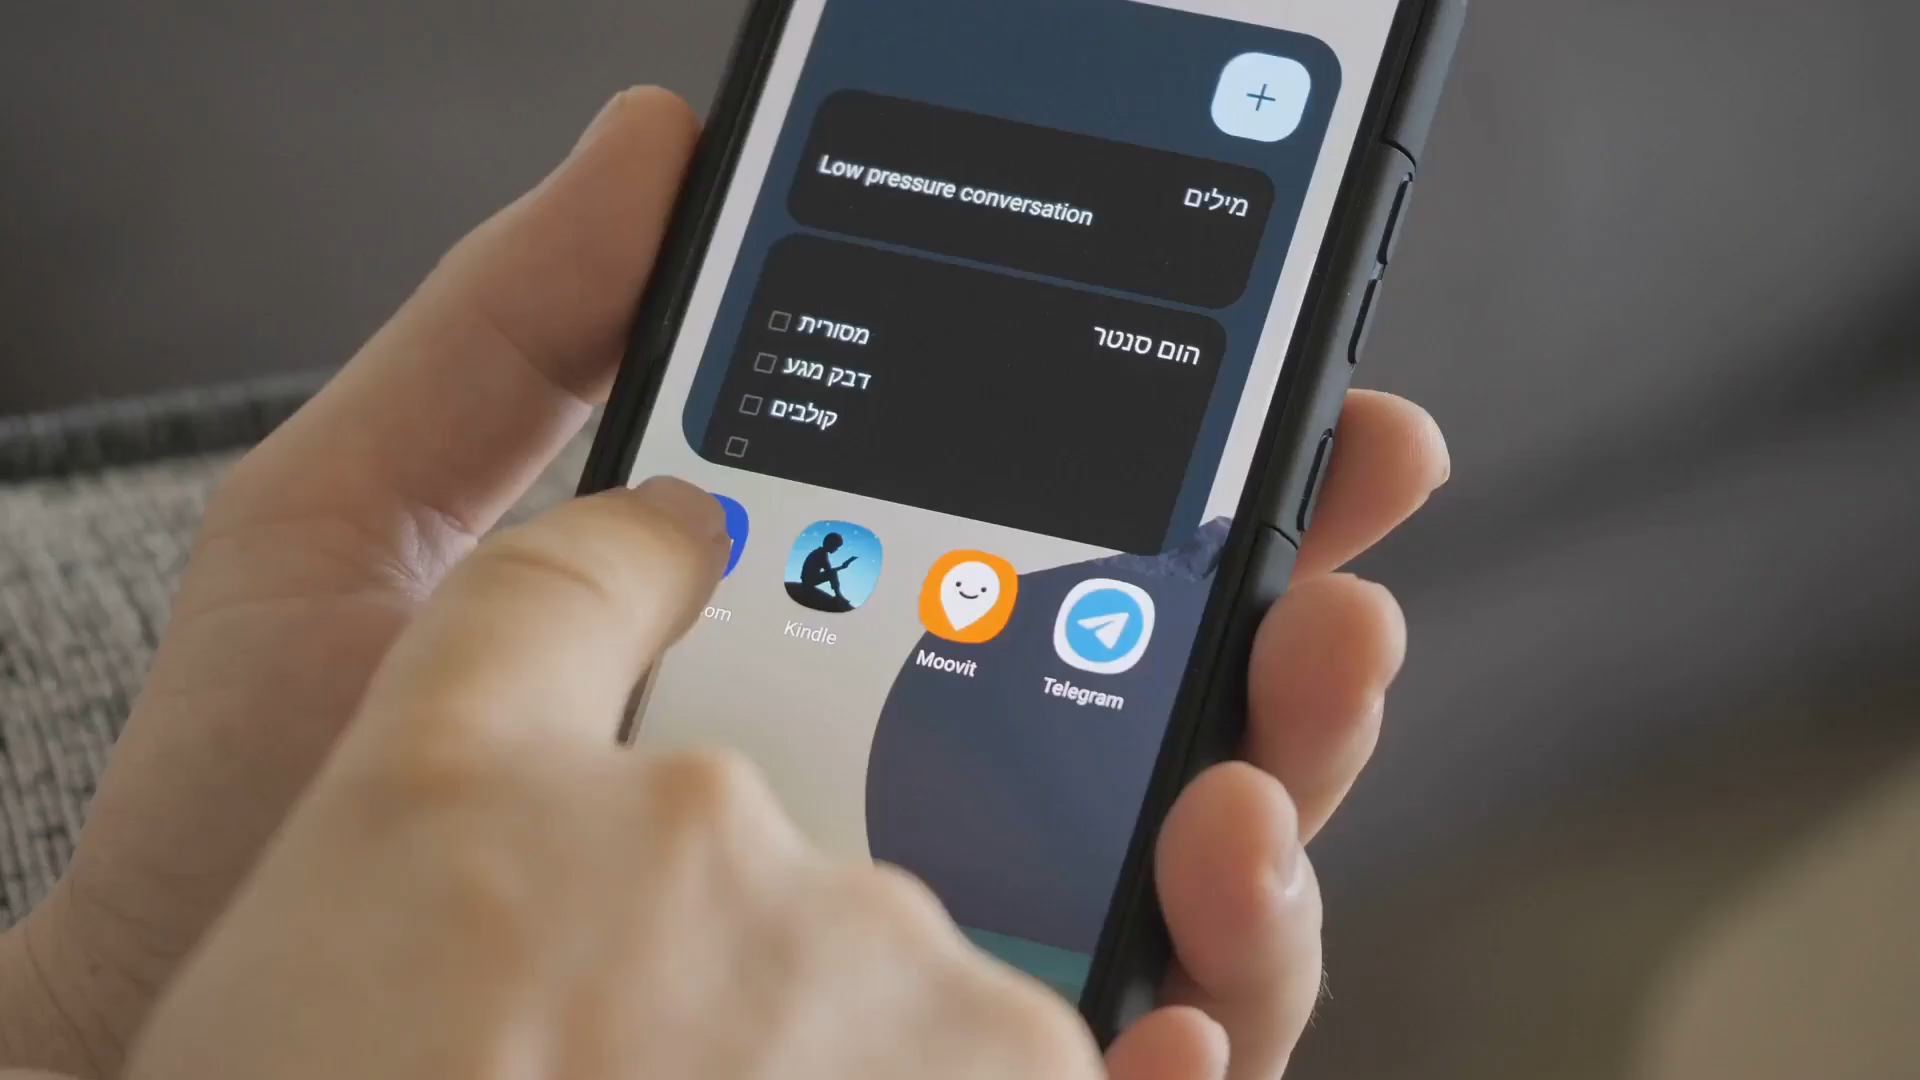 מילים
Low pressure conversation
הום סנטר
מסורית
דבק מגע
קולבים
Kindle
Moovit
Telegram